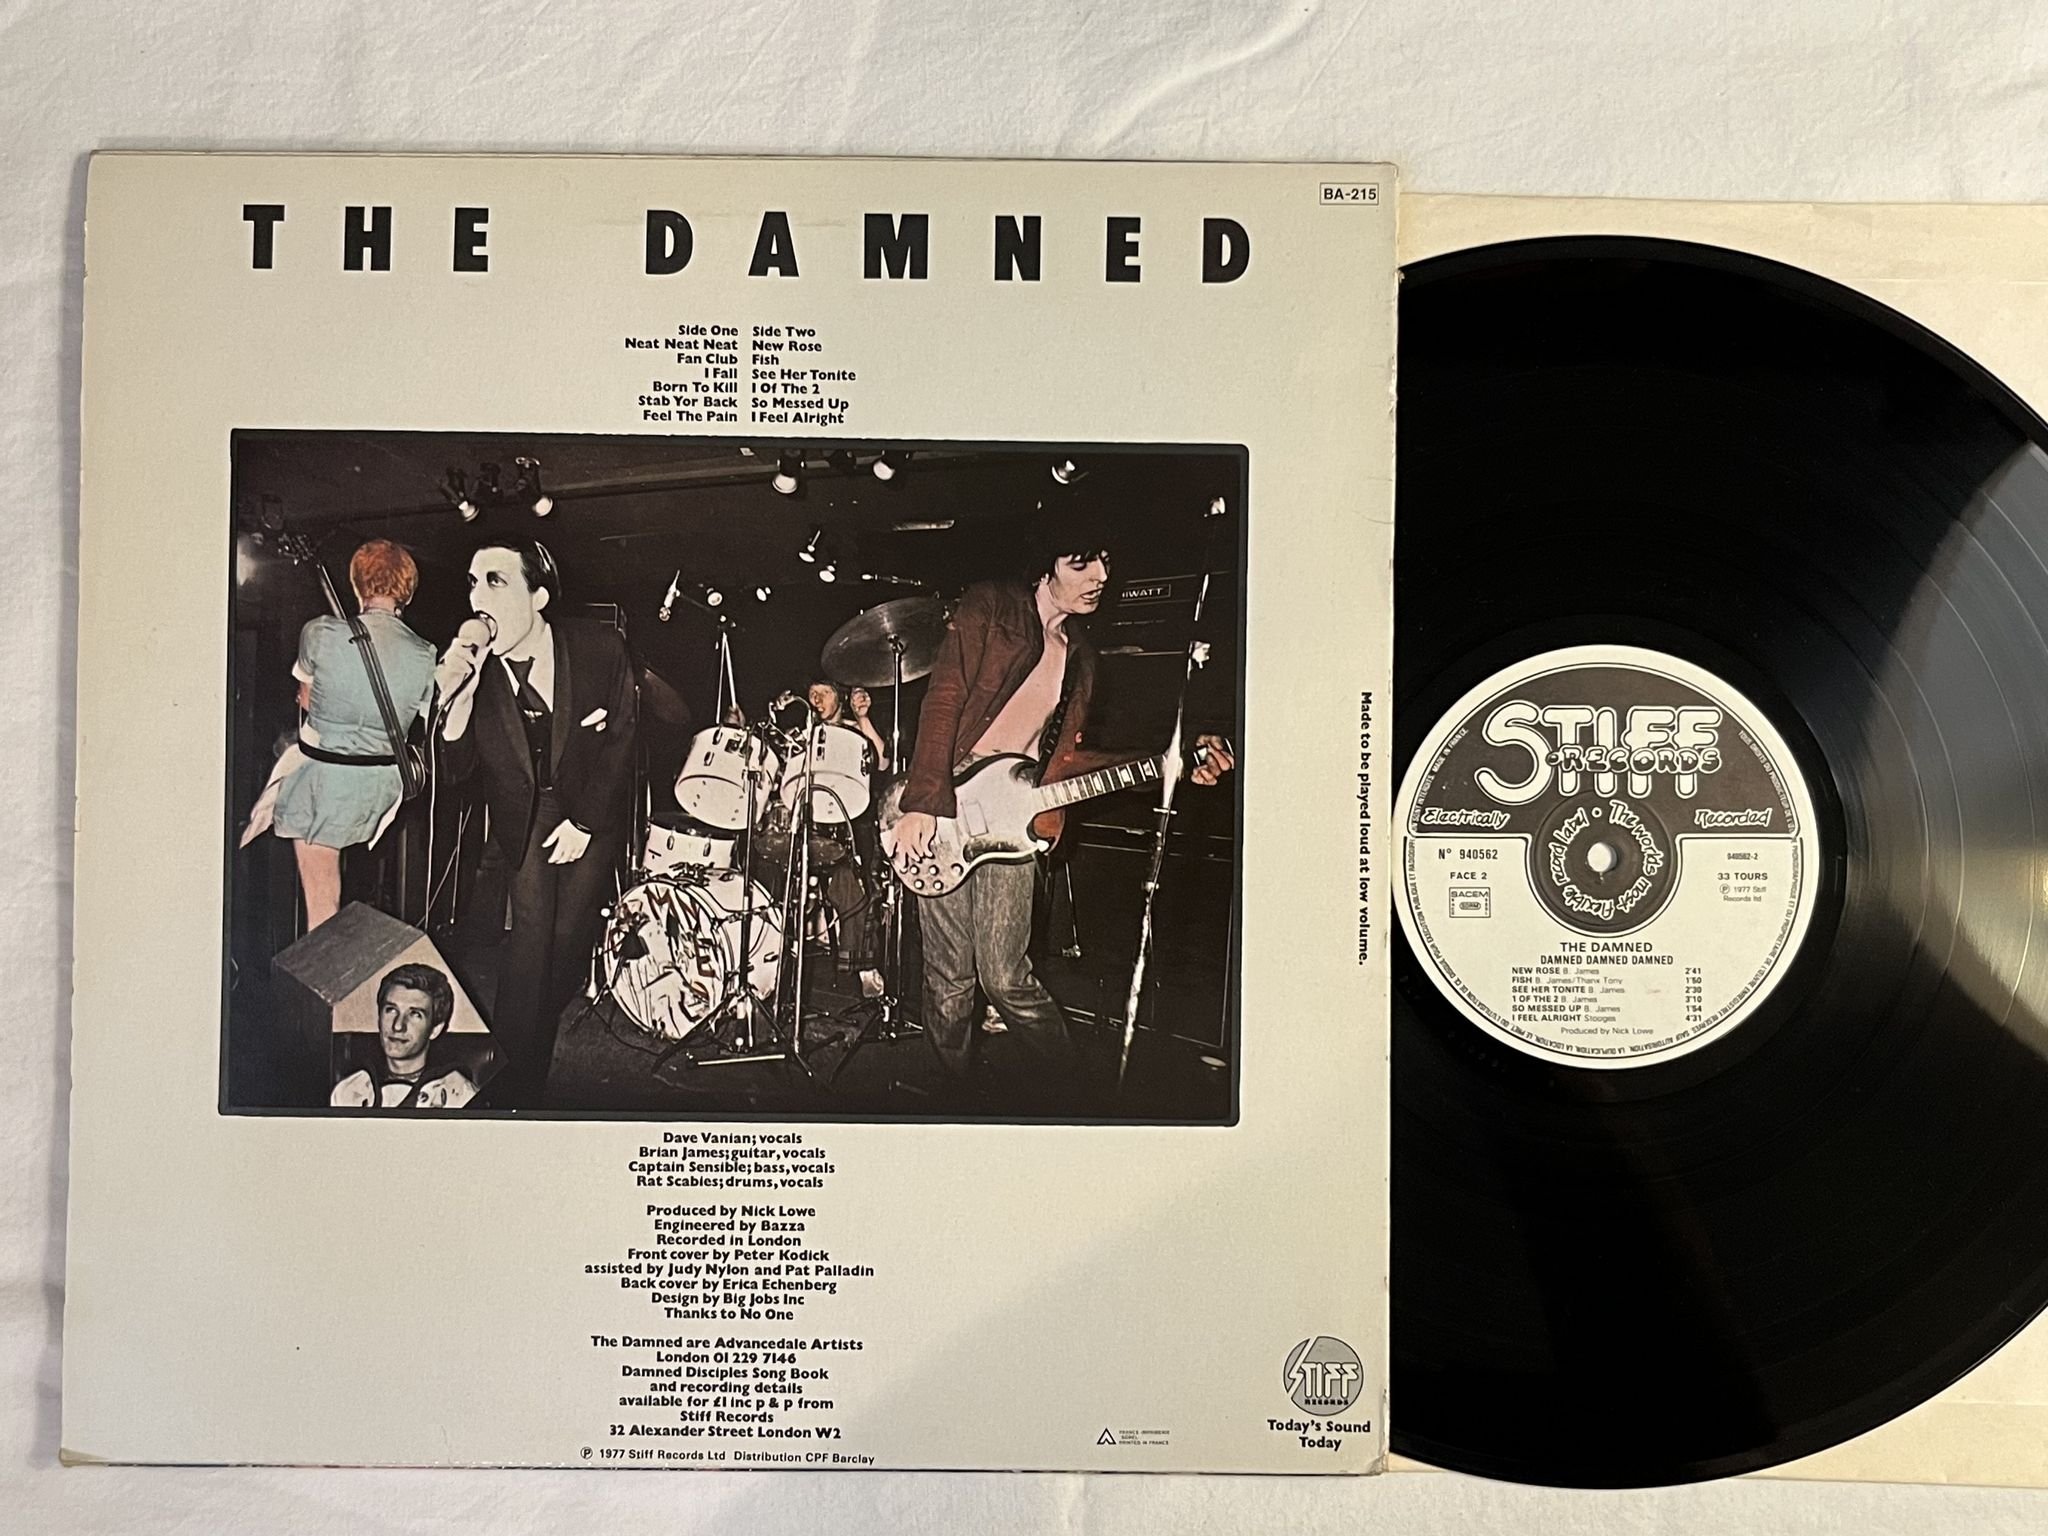 BA-215
THE DAMNED
Side One
Neat Neat Neat
Fan Club
I Fall
Born To Kill
Stab Yor Back
Feel The Pain
Side Two
New Rose
Fish
See Her Tonite
I Of The 2
So Messed Up
I Feel Alright
HIWATT
Dave Vanian; vocals
Brian James; guitar, vocals
Captain Sensible; bass, vocals
Rat Scabies; drums, vocals
Produced by Nick Lowe
Engineered by Bazza
Recorded in London
Front cover by Peter Kodick
assisted by Judy Nylon and Pat Palladin
Back cover by Erica Echenberg
Design by Big Jobs Inc
Thanks to No One
The Damned are Advancedale Artists
London 01 229 7146
Damned Disciples Song Book
and recording details
available for £1 inc p & p from
Stiff Records
32 Alexander Street London W2
℗ 1977 Stiff Records Ltd Distribution CPF Barclay
PRINTED IN FRANCE
Made to be played loud at low volume.
STIFF
RECORDS
Today's Sound
Today
STIFF
RECORDS
Electrically
Recorded
The worlds most flexible record label
N° 940562
FACE 2
SACEM
SDRM
940562-2
33 TOURS
℗ 1977 Stiff
Records ltd
THE DAMNED
DAMNED DAMNED DAMNED
NEW ROSE B. James 2'41
FISH B. James/Thanx Tony 1'50
SEE HER TONITE B. James 2'30
1 OF THE 2 B. James 3'10
SO MESSED UP B. James 1'54
I FEEL ALRIGHT Stooges 4'31
Produced by Nick Lowe
MADE IN FRANCE